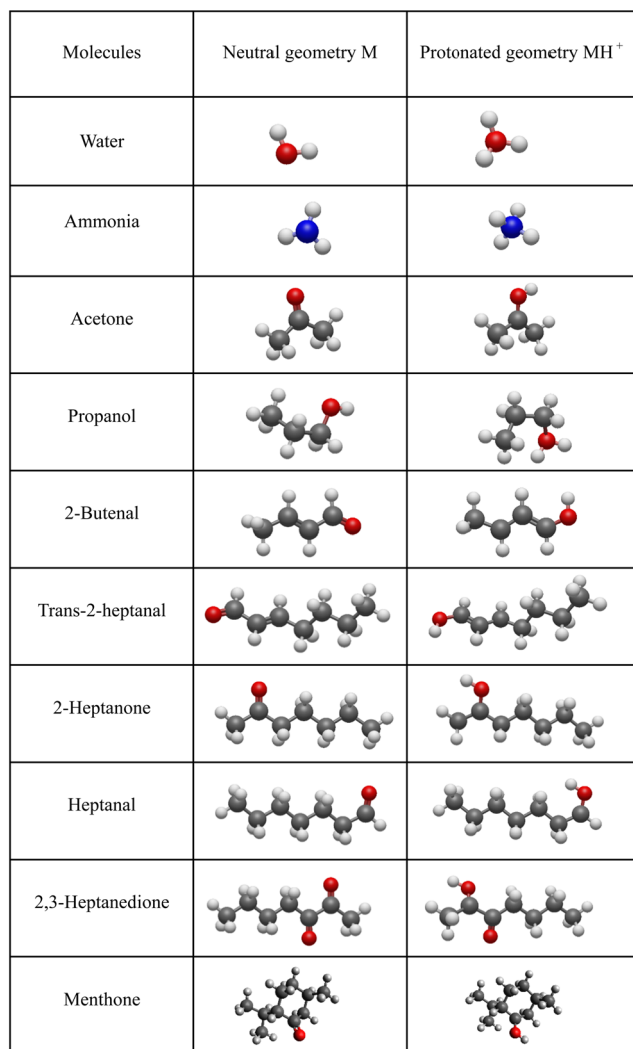 Molecules Neutral geometry M Protonated geometry MH+
Water
Ammonia
Acetone
Propanol
2-Butenal
Trans-2-heptanal
2-Heptanone
Heptanal
2,3-Heptanedione
Menthone